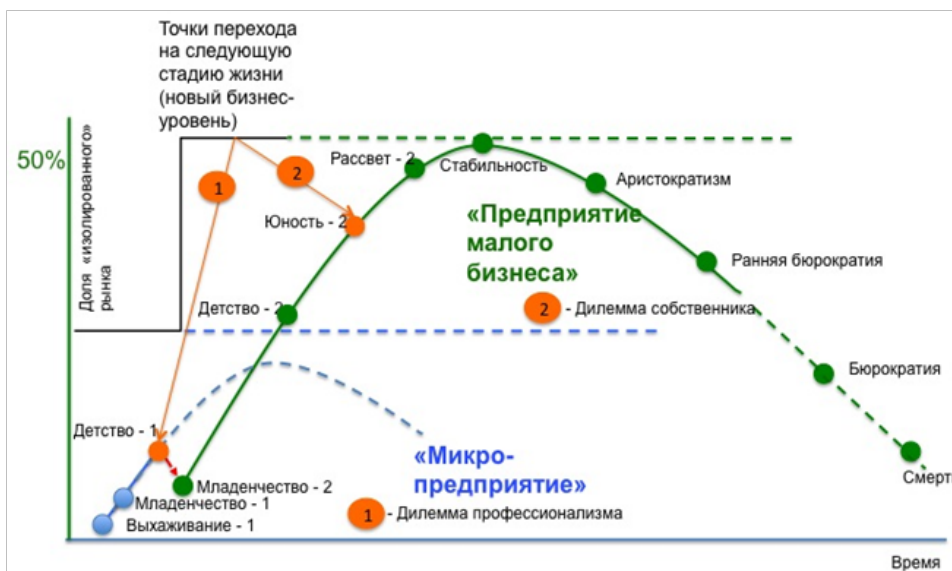 Точки перехода
на следующую
стадию жизни
(новый бизнес-
уровень)
50%
Доля «изолированного»
рынка
1
2
Рассвет - 2
Стабильность
Аристократизм
Юность - 2
«Предприятие
малого
бизнеса»
Ранняя бюрократия
Детство - 2
2
- Дилемма собственника
Бюрократия
Детство - 1
«Микро-
предприятие»
Смерть
Младенчество - 2
Младенчество - 1
1
- Дилемма профессионализма
Выхаживание - 1
Время